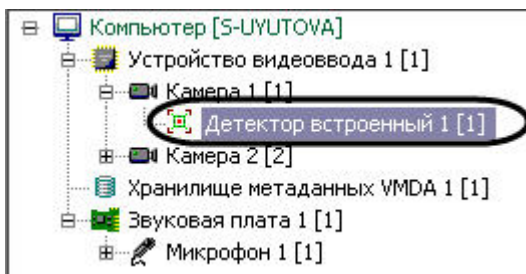 Компьютер [S-UYUTOVA]
Устройство видеоввода 1 [1]
Камера 1 [1]
Детектор встроенный 1 [1]
Камера 2 [2]
Хранилище метаданных VMDA 1 [1]
Звуковая плата 1 [1]
Микрофон 1 [1]